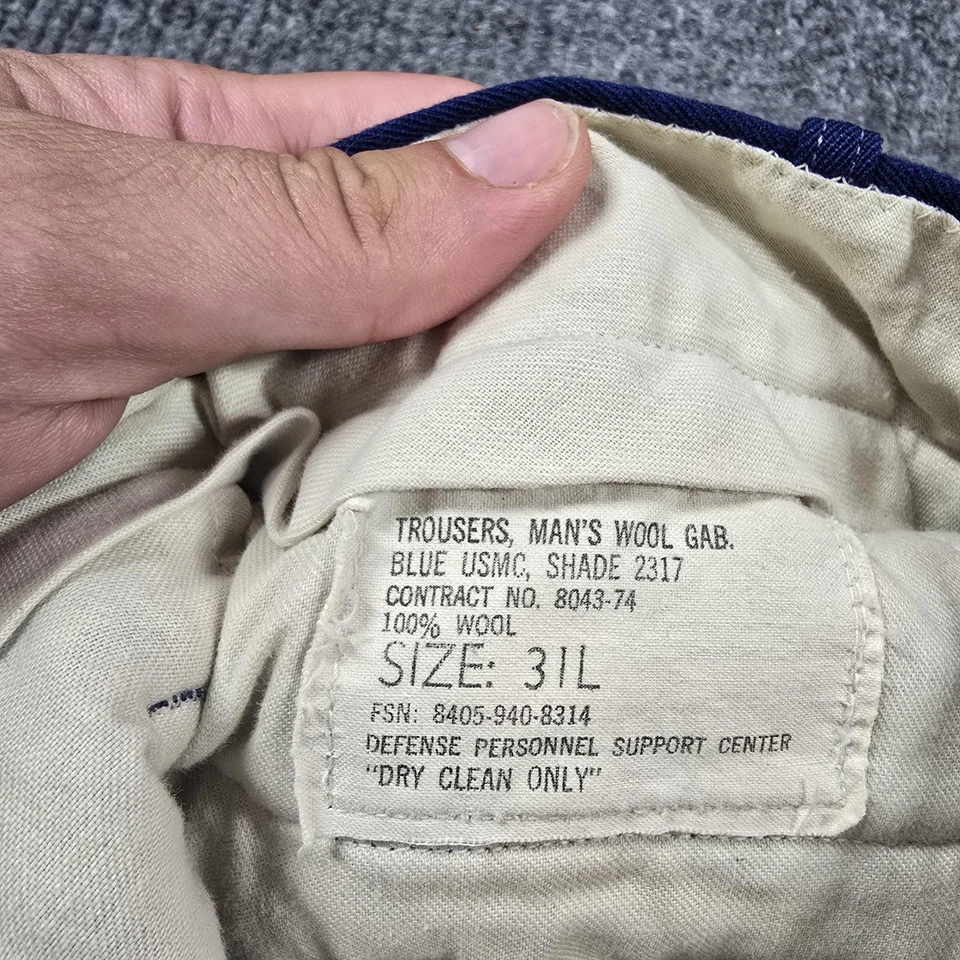 TROUSERS, MAN'S WOOL GAB.
BLUE USMC, SHADE 2317
CONTRACT NO. 8043-74
100% WOOL
SIZE: 31L
FSN: 8405-940-8314
DEFENSE PERSONNEL SUPPORT CENTER
"DRY CLEAN ONLY"